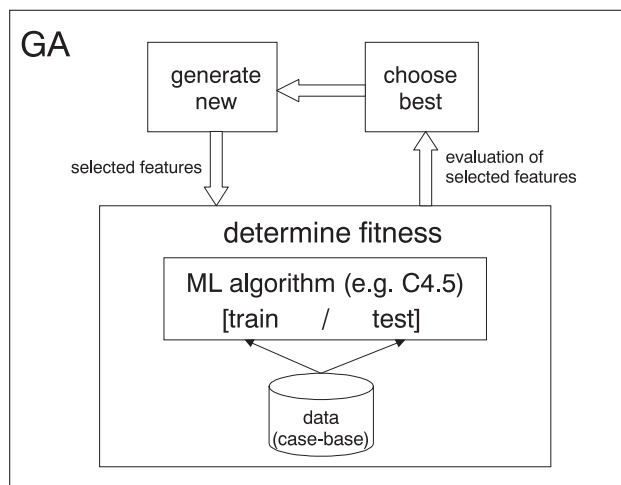 GA
generate
new
choose
best
selected features
evaluation of
selected features
determine fitness
ML algorithm (e.g. C4.5)
[train / test]
data
(case-base)